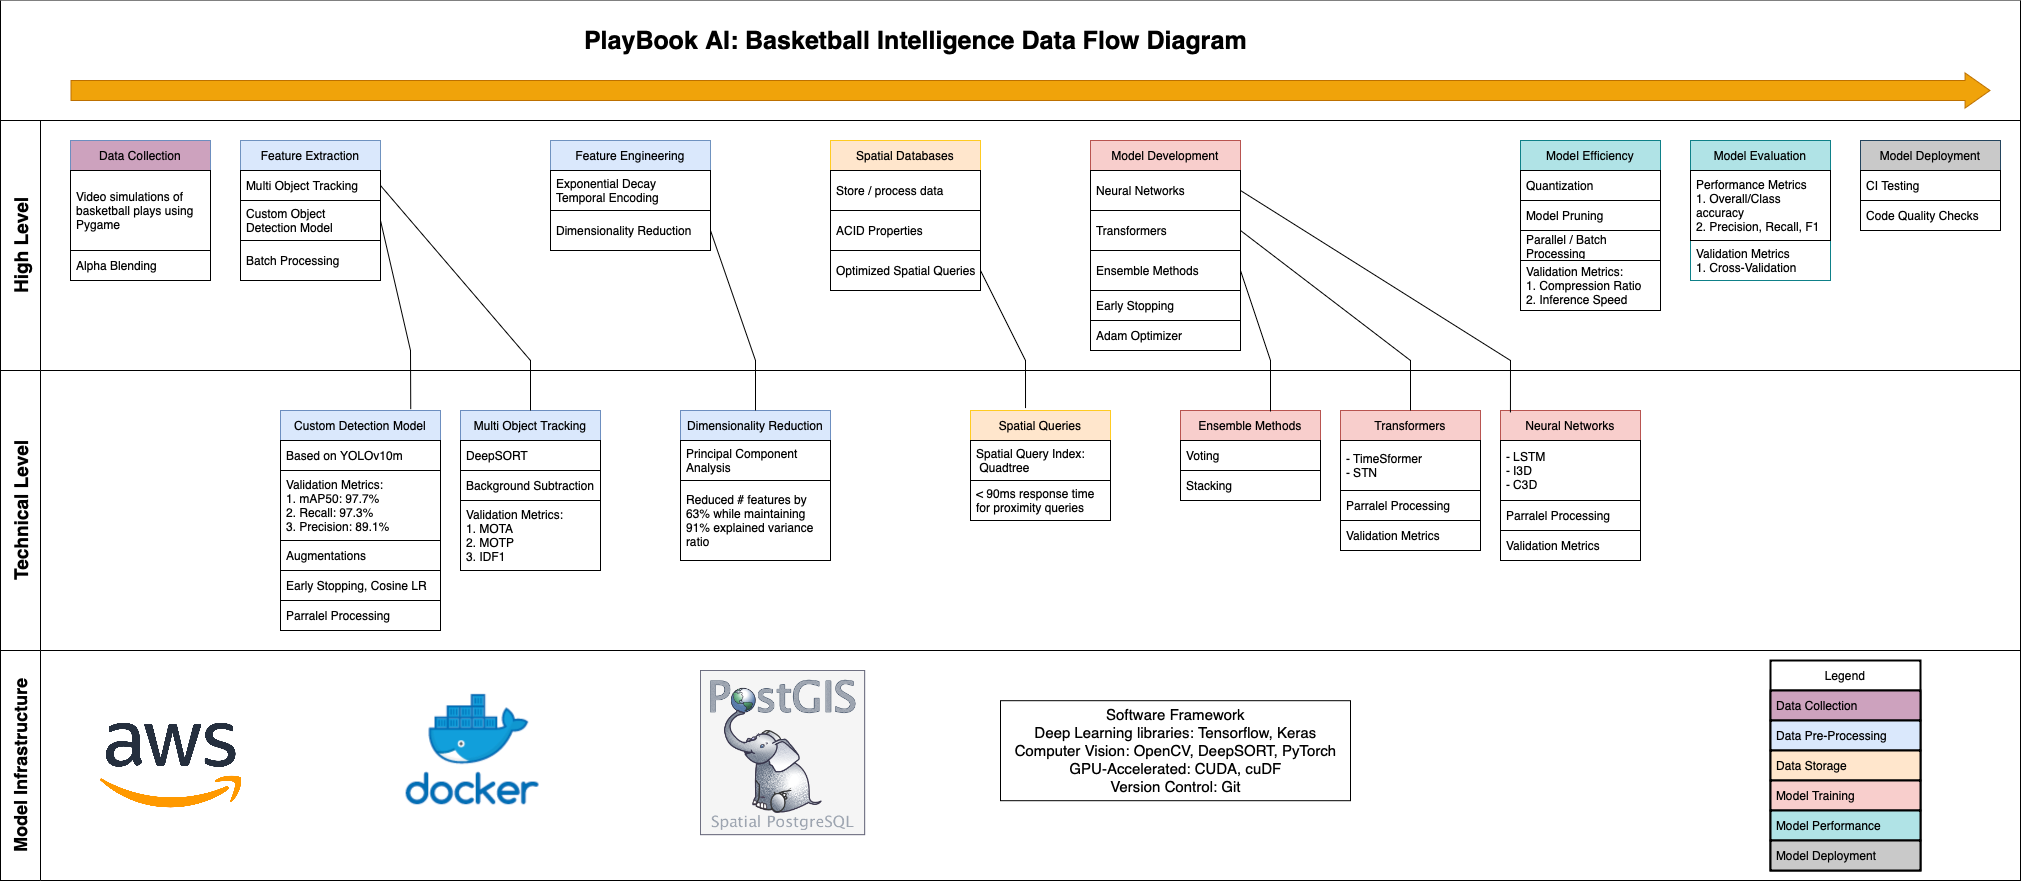 PlayBook AI: Basketball Intelligence Data Flow Diagram
High Level
Data Collection
Video simulations of
basketball plays using
Pygame
Alpha Blending
Feature Extraction
Multi Object Tracking
Custom Object
Detection Model
Batch Processing
Feature Engineering
Exponential Decay
Temporal Encoding
Dimensionality Reduction
Spatial Databases
Store / process data
ACID Properties
Optimized Spatial Queries
Model Development
Neural Networks
Transformers
Ensemble Methods
Early Stopping
Adam Optimizer
Model Efficiency
Quantization
Model Pruning
Parallel / Batch
Processing
Validation Metrics:
1. Compression Ratio
2. Inference Speed
Model Evaluation
Performance Metrics
1. Overall/Class
accuracy
2. Precision, Recall, F1
Validation Metrics
1. Cross-Validation
Model Deployment
CI Testing
Code Quality Checks
Technical Level
Custom Detection Model
Based on YOLOv10m
Validation Metrics:
1. mAP50: 97.7%
2. Recall: 97.3%
3. Precision: 89.1%
Augmentations
Early Stopping, Cosine LR
Parralel Processing
Multi Object Tracking
DeepSORT
Background Subtraction
Validation Metrics:
1. MOTA
2. MOTP
3. IDF1
Dimensionality Reduction
Principal Component
Analysis
Reduced # features by
63% while maintaining
91% explained variance
ratio
Spatial Queries
Spatial Query Index:
Quadtree
< 90ms response time
for proximity queries
Ensemble Methods
Voting
Stacking
Transformers
- TimeSformer
- STN
Parralel Processing
Validation Metrics
Neural Networks
- LSTM
- I3D
- C3D
Parralel Processing
Validation Metrics
Model Infrastructure
aws
docker
PostGIS
Spatial PostgreSQL
Software Framework
Deep Learning libraries: Tensorflow, Keras
Computer Vision: OpenCV, DeepSORT, PyTorch
GPU-Accelerated: CUDA, cuDF
Version Control: Git
Legend
Data Collection
Data Pre-Processing
Data Storage
Model Training
Model Performance
Model Deployment